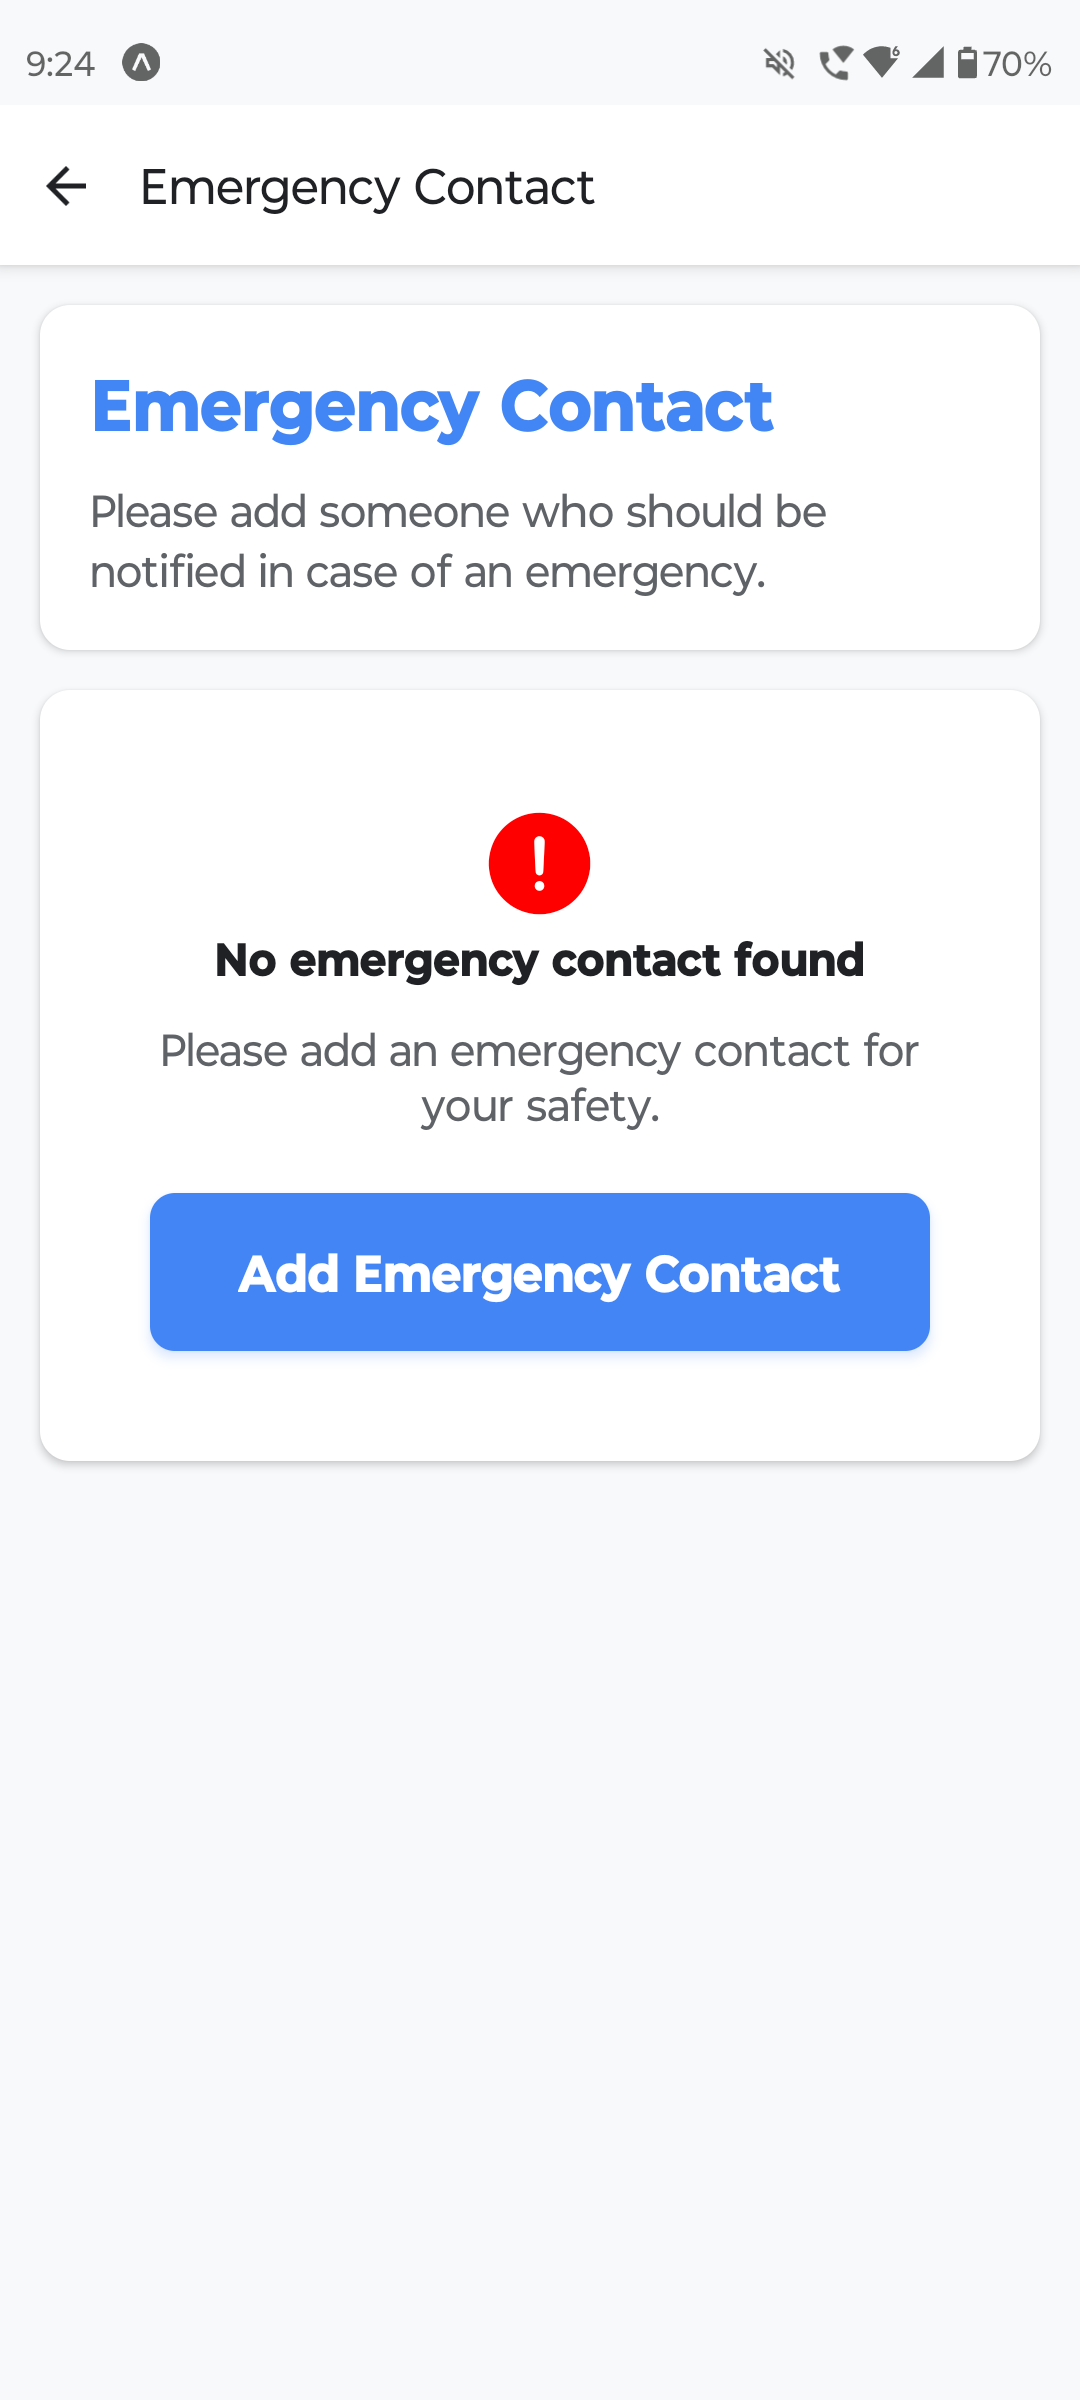 9:24
6
70%
Emergency Contact
Emergency Contact
Please add someone who should be
notified in case of an emergency.
No emergency contact found
Please add an emergency contact for
your safety.
Add Emergency Contact